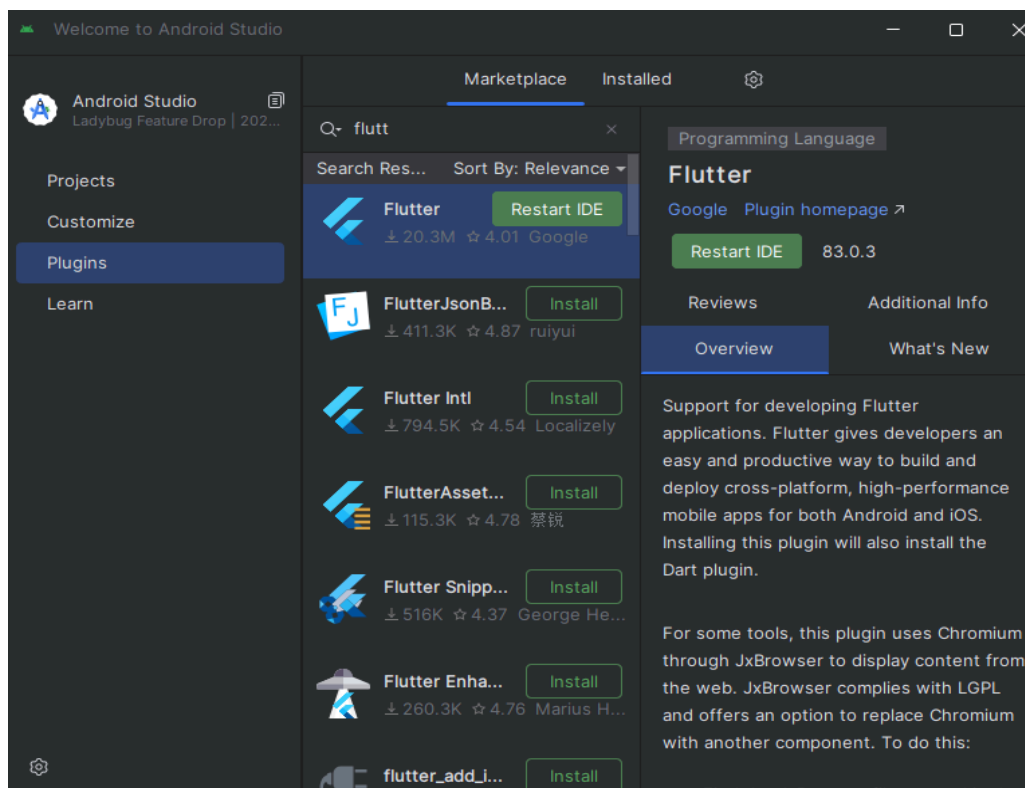 Welcome to Android Studio
Android Studio
Ladybug Feature Drop | 202...
Projects
Customize
Plugins
Learn
Marketplace
Installed
flutt
Search Res...
Sort By: Relevance
Flutter
Restart IDE
20.3M 4.01 Google
FlutterJsonB...
Install
411.3K 4.87 ruiyui
Flutter Intl
Install
794.5K 4.54 Localizely
FlutterAsset...
Install
115.3K 4.78 蔡锐
Flutter Snipp...
Install
516K 4.37 George He...
Flutter Enha...
Install
260.3K 4.76 Marius H...
flutter_add_i...
Install
Programming Language
Flutter
Google Plugin homepage ↗
Restart IDE 83.0.3
Reviews
Additional Info
Overview
What's New
Support for developing Flutter
applications. Flutter gives developers an
easy and productive way to build and
deploy cross-platform, high-performance
mobile apps for both Android and iOS.
Installing this plugin will also install the
Dart plugin.
For some tools, this plugin uses Chromium
through JxBrowser to display content from
the web. JxBrowser complies with LGPL
and offers an option to replace Chromium
with another component. To do this: